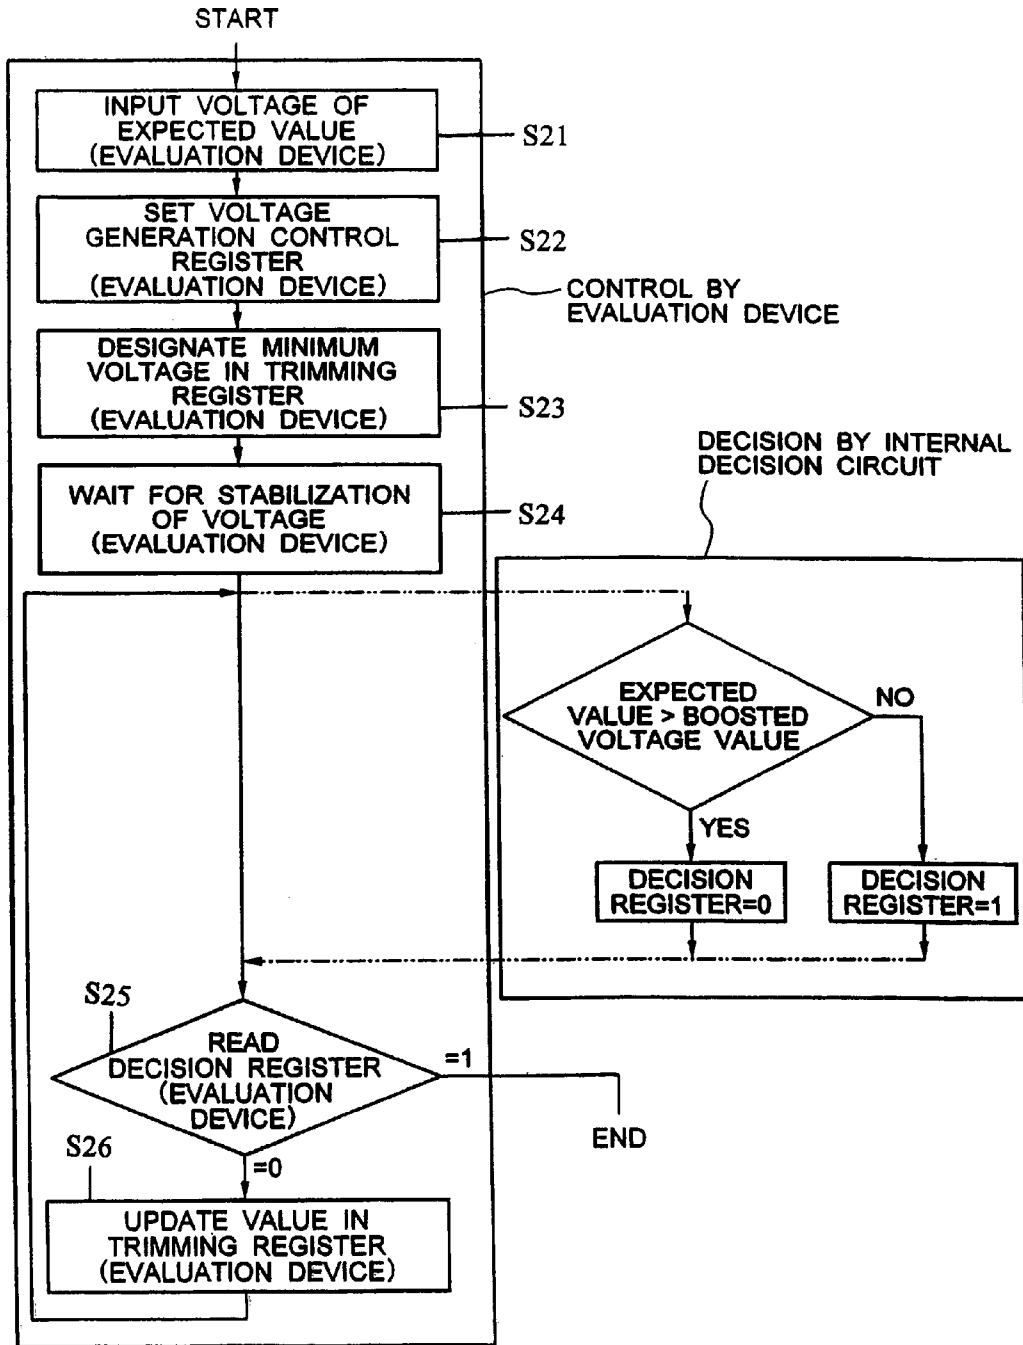 START
INPUT VOLTAGE OF
EXPECTED VALUE
(EVALUATION DEVICE)
S21
SET VOLTAGE
GENERATION CONTROL
REGISTER
(EVALUATION DEVICE)
S22
CONTROL BY
EVALUATION DEVICE
DESIGNATE MINIMUM
VOLTAGE IN TRIMMING
REGISTER
(EVALUATION DEVICE)
S23
DECISION BY INTERNAL
DECISION CIRCUIT
WAIT FOR STABILIZATION
OF VOLTAGE
(EVALUATION DEVICE)
S24
EXPECTED
VALUE > BOOSTED
VOLTAGE VALUE
NO
YES
DECISION
REGISTER=0
DECISION
REGISTER=1
S25
READ
DECISION REGISTER
(EVALUATION
DEVICE)
=1
END
=0
S26
UPDATE VALUE IN
TRIMMING REGISTER
(EVALUATION DEVICE)